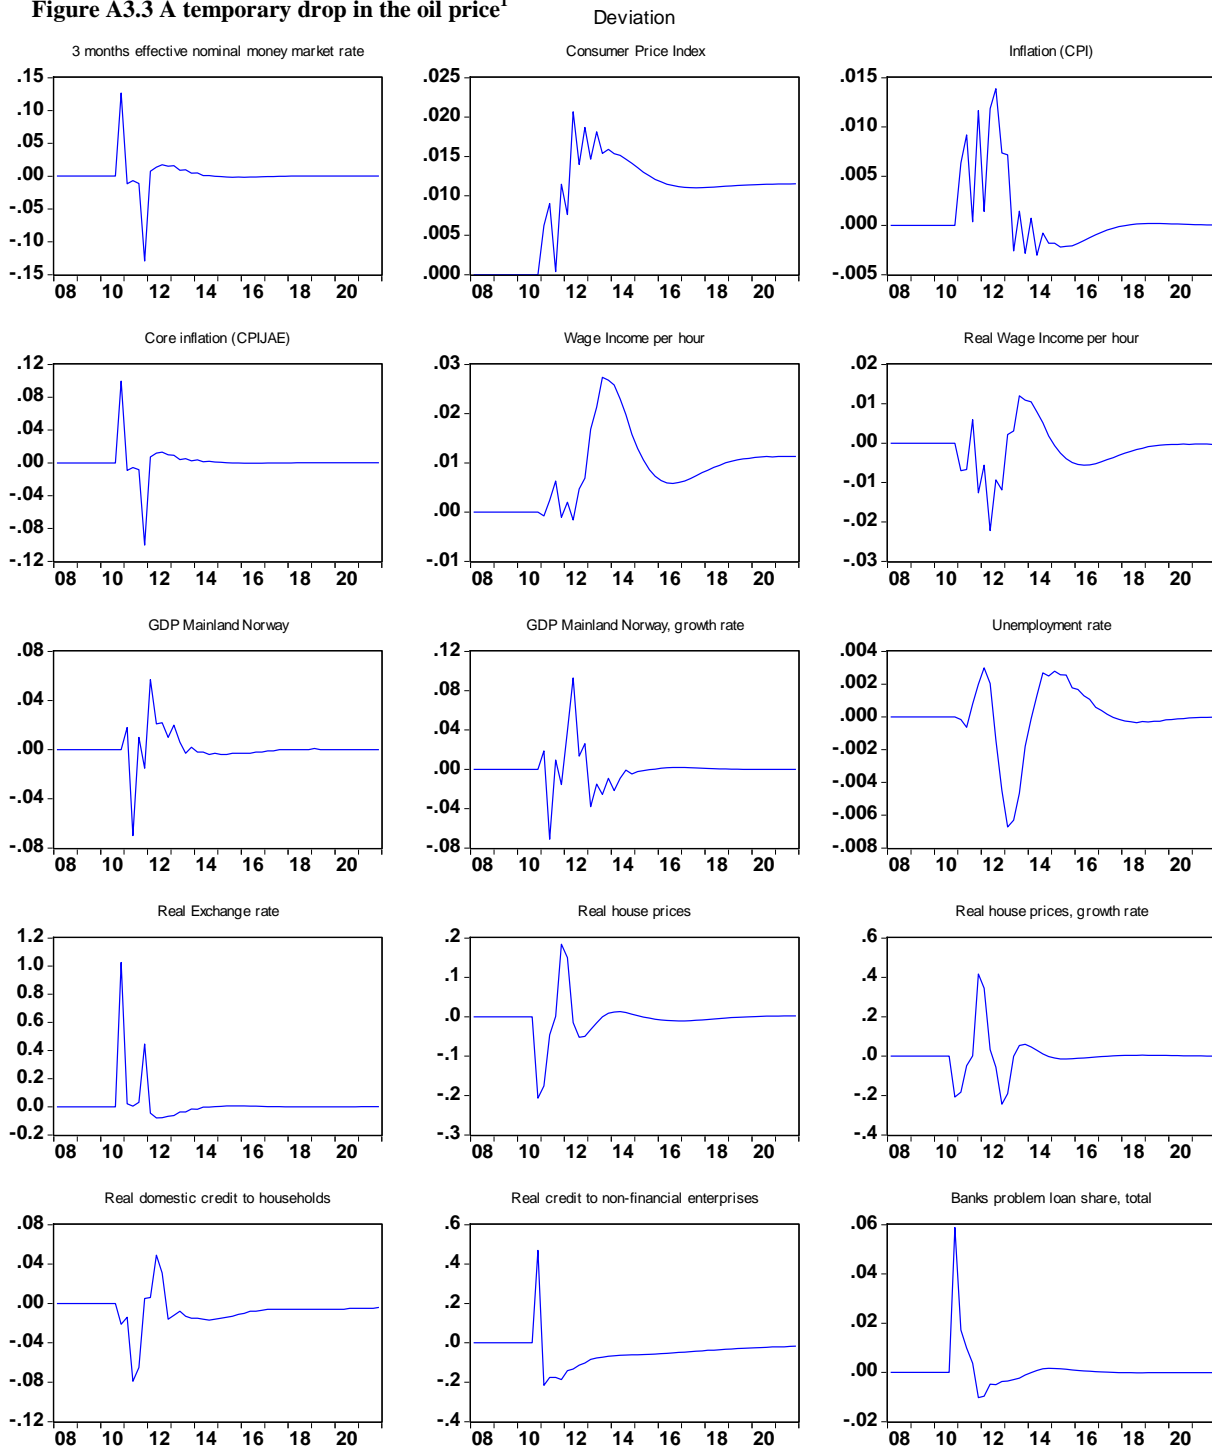 Figure A3.3 A temporary drop in the oil price1
Deviation
3 months effective nominal money market rate
Consumer Price Index
Inflation (CPI)
.15
.10
.05
.00
-.05
-.10
-.15
08 10 12 14 16 18 20
.025
.020
.015
.010
.005
.000
08 10 12 14 16 18 20
.015
.010
.005
.000
-.005
08 10 12 14 16 18 20
Core inflation (CPIJAE)
Wage Income per hour
Real Wage Income per hour
.12
.08
.04
.00
-.04
-.08
-.12
08 10 12 14 16 18 20
.03
.02
.01
.00
-.01
08 10 12 14 16 18 20
.02
.01
.00
-.01
-.02
-.03
08 10 12 14 16 18 20
GDP Mainland Norway
GDP Mainland Norway, growth rate
Unemployment rate
.08
.04
.00
-.04
-.08
08 10 12 14 16 18 20
.12
.08
.04
.00
-.04
-.08
08 10 12 14 16 18 20
.004
.002
.000
-.002
-.004
-.006
-.008
08 10 12 14 16 18 20
Real Exchange rate
Real house prices
Real house prices, growth rate
1.2
1.0
0.8
0.6
0.4
0.2
0.0
-0.2
08 10 12 14 16 18 20
.2
.1
.0
-.1
-.2
-.3
08 10 12 14 16 18 20
.6
.4
.2
.0
-.2
-.4
08 10 12 14 16 18 20
Real domestic credit to households
Real credit to non-financial enterprises
Banks problem loan share, total
.08
.04
.00
-.04
-.08
-.12
08 10 12 14 16 18 20
.6
.4
.2
.0
-.2
-.4
08 10 12 14 16 18 20
.06
.04
.02
.00
-.02
08 10 12 14 16 18 20